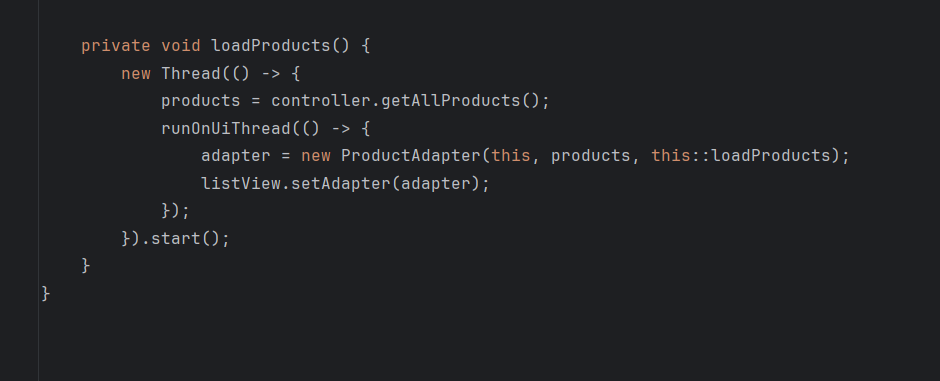 private void loadProducts() {
new Thread(() -> {
products = controller.getAllProducts();
runOnUiThread(() -> {
adapter = new ProductAdapter(this, products, this::loadProducts);
listView.setAdapter(adapter);
});
}).start();
}
}